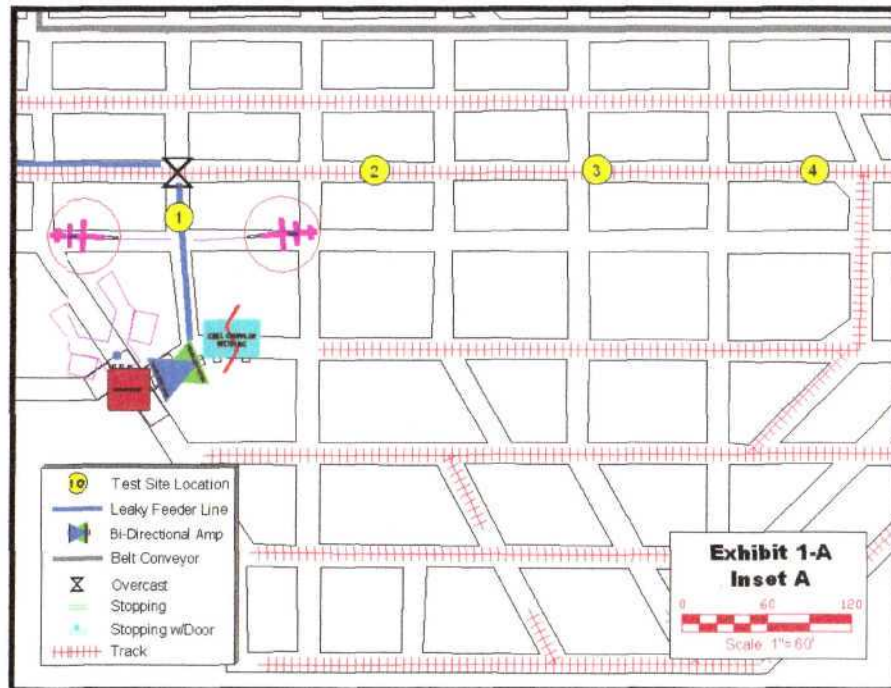 2
3
4
1
10 Test Site Location
Leaky Feeder Line
Bi-Directional Amp
Belt Conveyor
Overcast
Stopping
Stopping w/Door
Track
Exhibit 1-A
Inset A
0 60 120
Scale: 1"= 60'